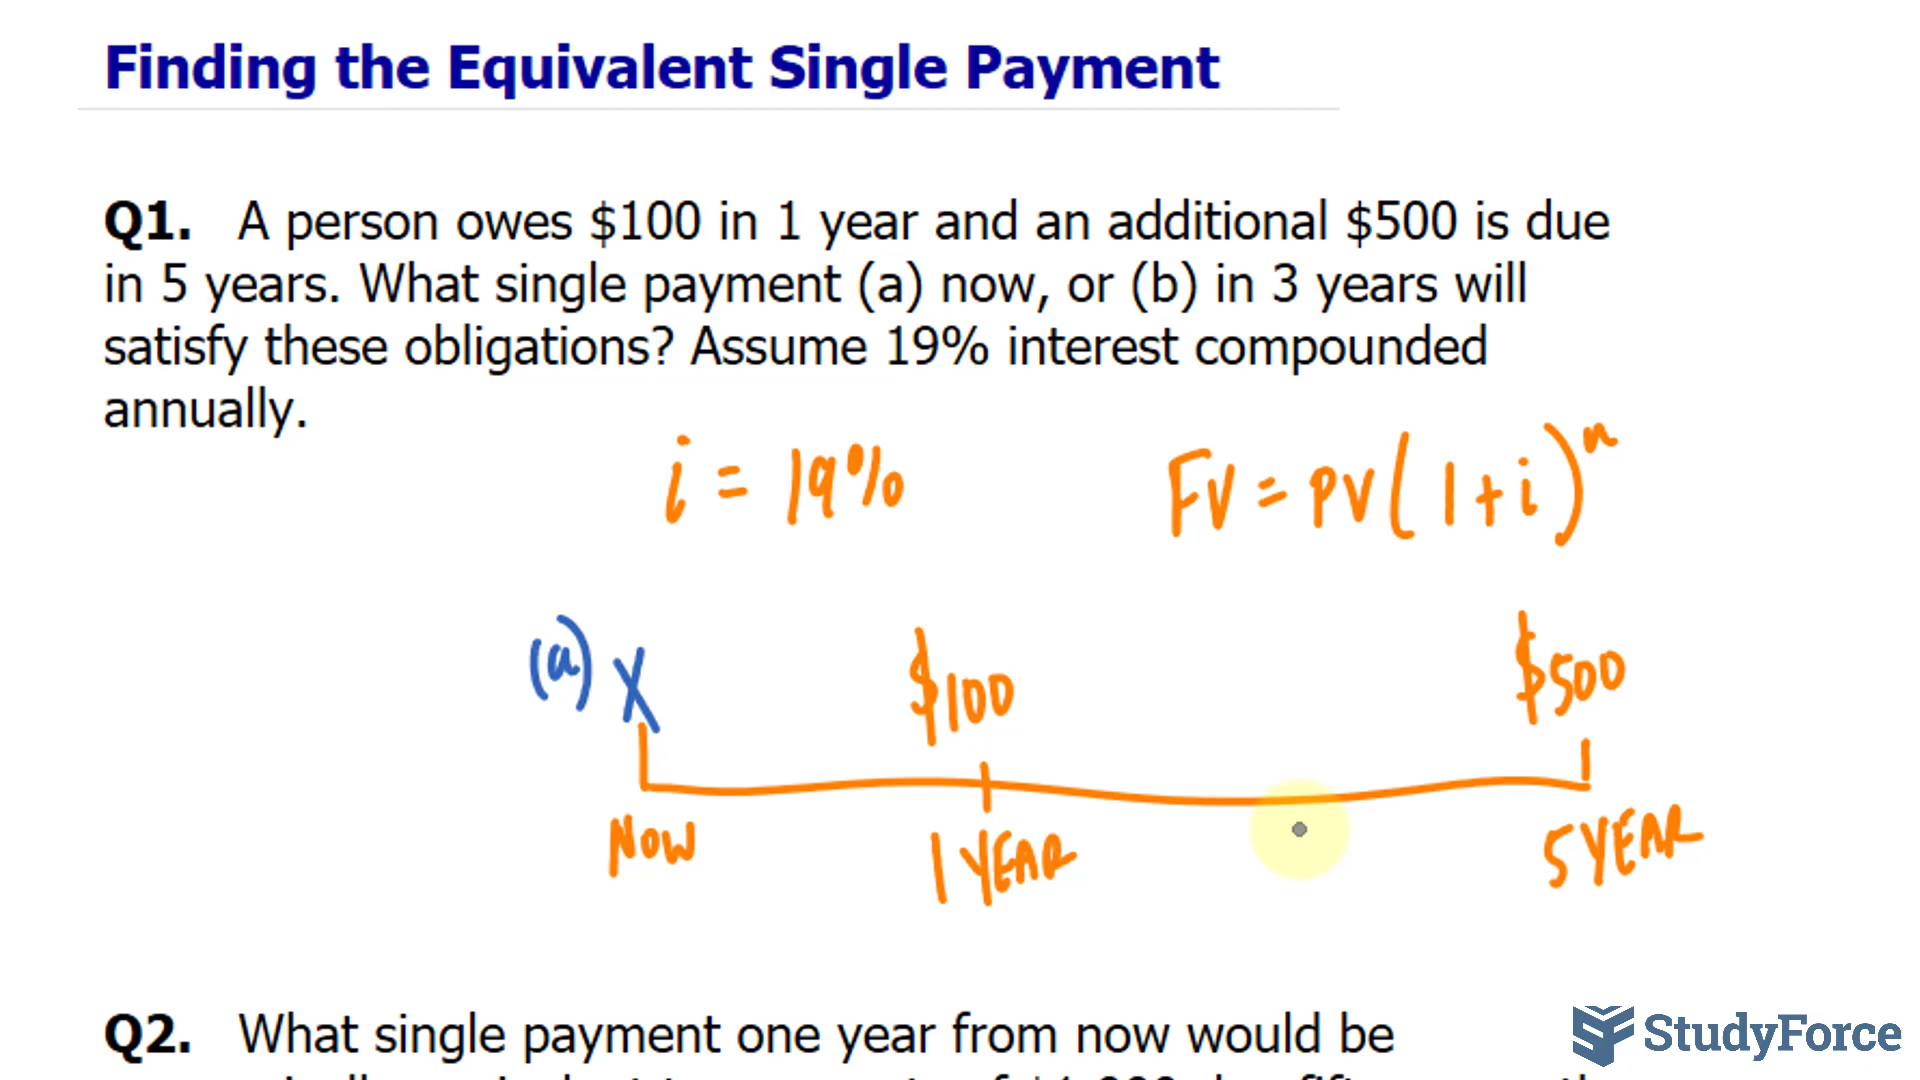 Finding the Equivalent Single Payment
Q1. A person owes $100 in 1 year and an additional $500 is due
in 5 years. What single payment (a) now, or (b) in 3 years will
satisfy these obligations? Assume 19% interest compounded
annually.
i = 19% FV = PV(1+i)^n
(a) X $100 $500
NOW 1 YEAR 5 YEAR
Q2. What single payment one year from now would be
StudyForce